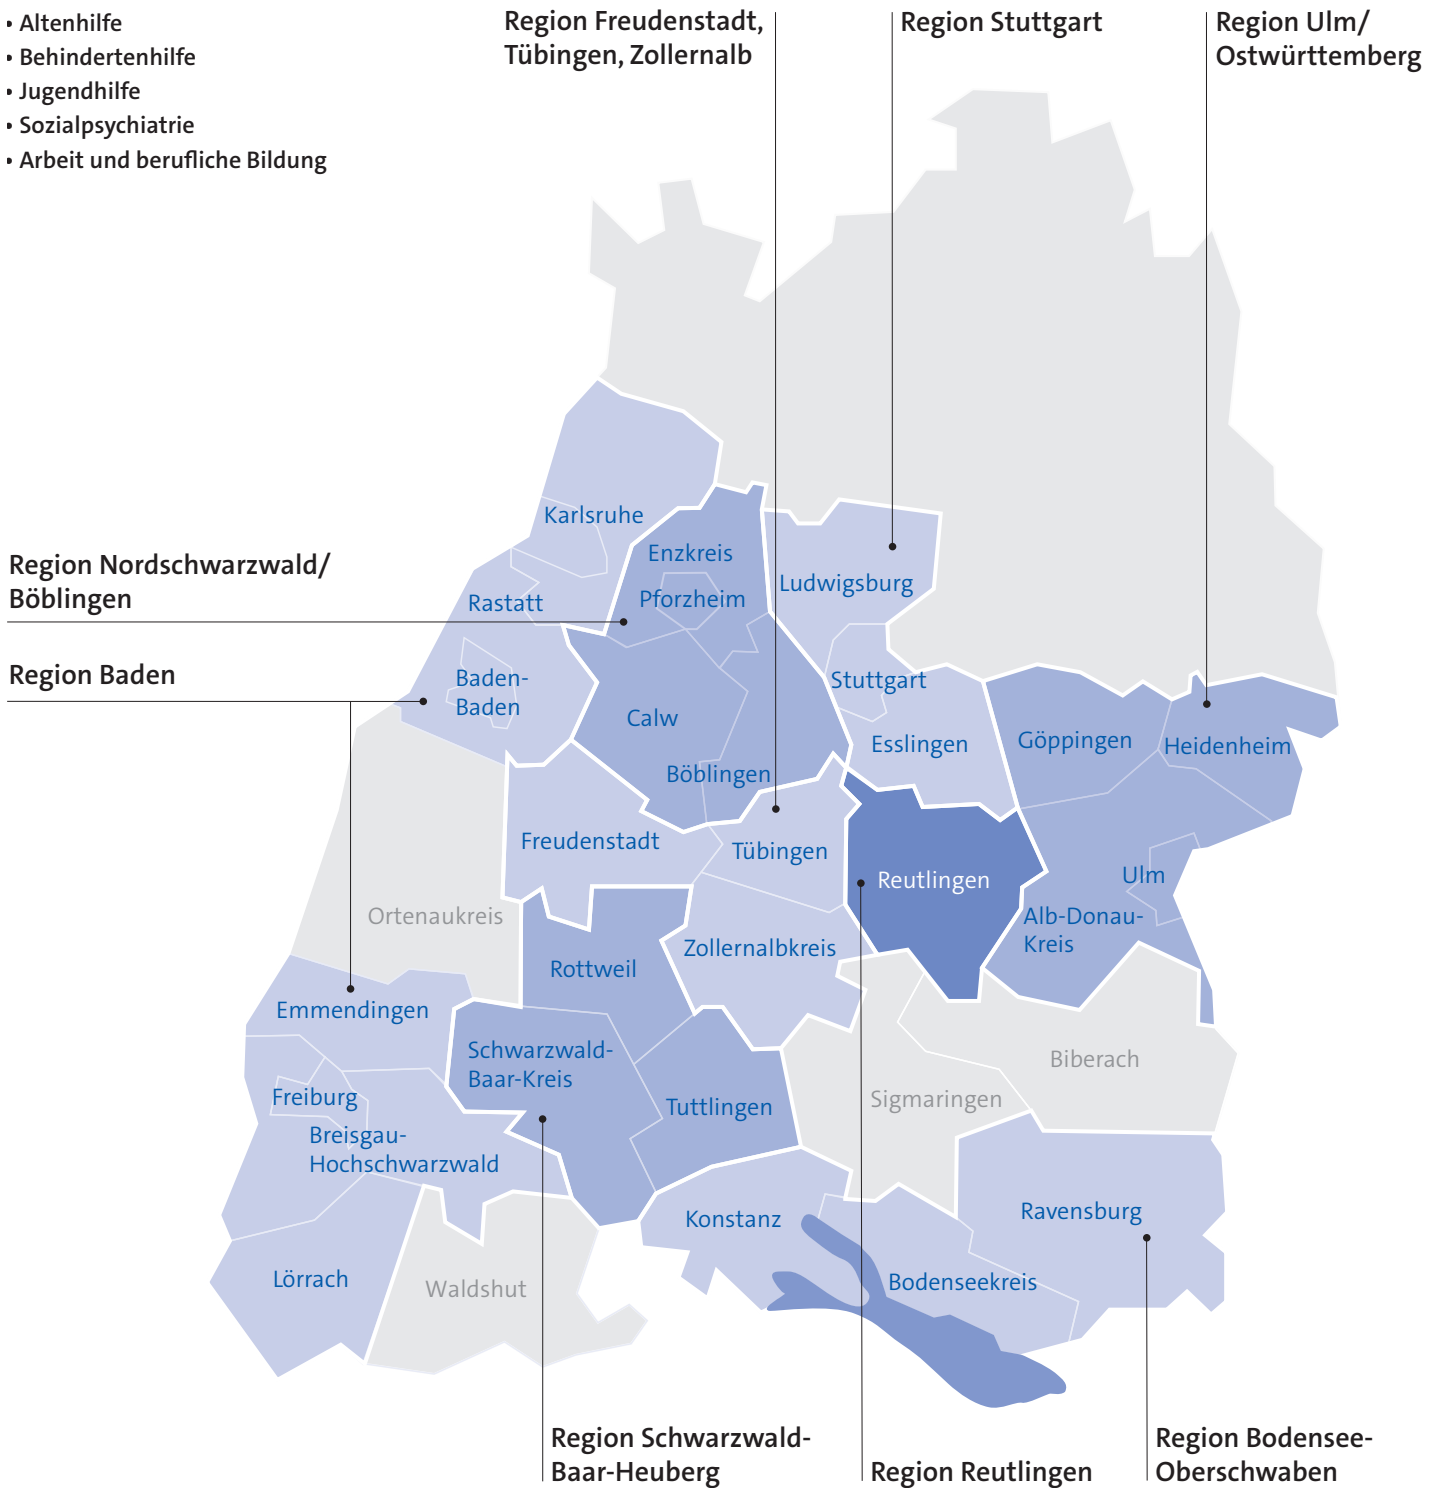 • Altenhilfe
• Behindertenhilfe
• Jugendhilfe
• Sozialpsychiatrie
• Arbeit und berufliche Bildung
Region Freudenstadt,
Tübingen, Zollernalb
Region Stuttgart
Region Ulm/
Ostwürttemberg
Karlsruhe
Enzkreis
Region Nordschwarzwald/
Böblingen
Ludwigsburg
Pforzheim
Rastatt
Region Baden
Baden-
Baden
Stuttgart
Calw
Esslingen
Göppingen
Heidenheim
Böblingen
Freudenstadt
Tübingen
Reutlingen
Ulm
Ortenaukreis
Alb-Donau-
Kreis
Zollernalbkreis
Rottweil
Emmendingen
Schwarzwald-
Baar-Kreis
Biberach
Freiburg
Sigmaringen
Tuttlingen
Breisgau-
Hochschwarzwald
Konstanz
Ravensburg
Lörrach
Waldshut
Bodenseekreis
Region Schwarzwald-
Baar-Heuberg
Region Reutlingen
Region Bodensee-
Oberschwaben